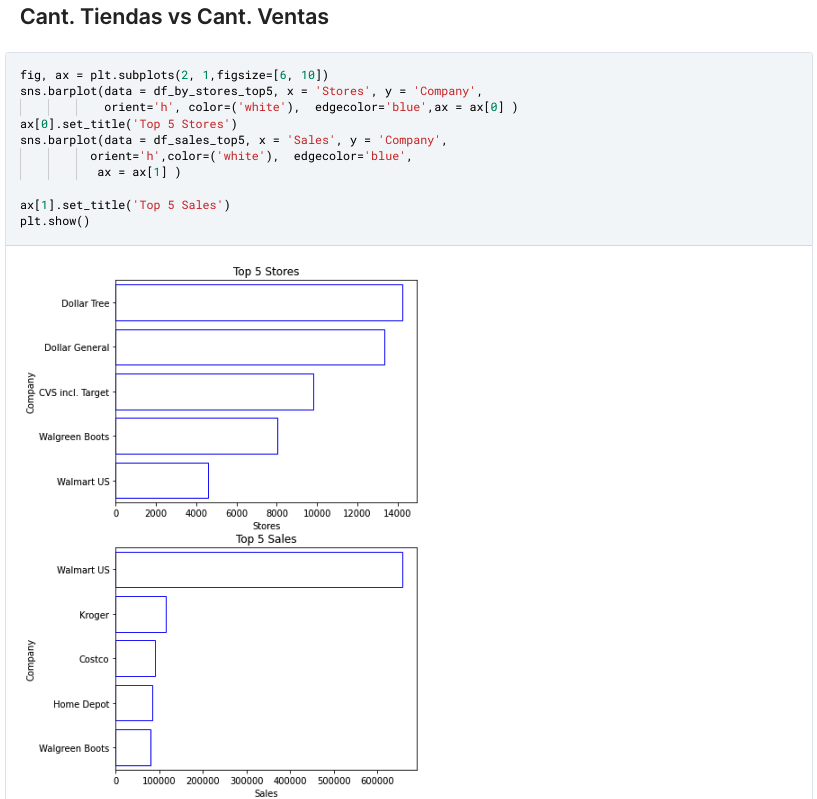 Cant. Tiendas vs Cant. Ventas
fig, ax = plt.subplots(2, 1,figsize=[6, 10])
sns.barplot(data = df_by_stores_top5, x = 'Stores', y = 'Company',
orient='h', color=('white'),  edgecolor='blue',ax = ax[0] )
ax[0].set_title('Top 5 Stores')
sns.barplot(data = df_sales_top5, x = 'Sales', y = 'Company',
orient='h',color=('white'),  edgecolor='blue',
ax = ax[1] )
ax[1].set_title('Top 5 Sales')
plt.show()
Top 5 Stores
Company
Dollar Tree
Dollar General
CVS incl. Target
Walgreen Boots
Walmart US
0 2000 4000 6000 8000 10000 12000 14000
Stores
Top 5 Sales
Company
Walmart US
Kroger
Costco
Home Depot
Walgreen Boots
0 100000 200000 300000 400000 500000 600000
Sales